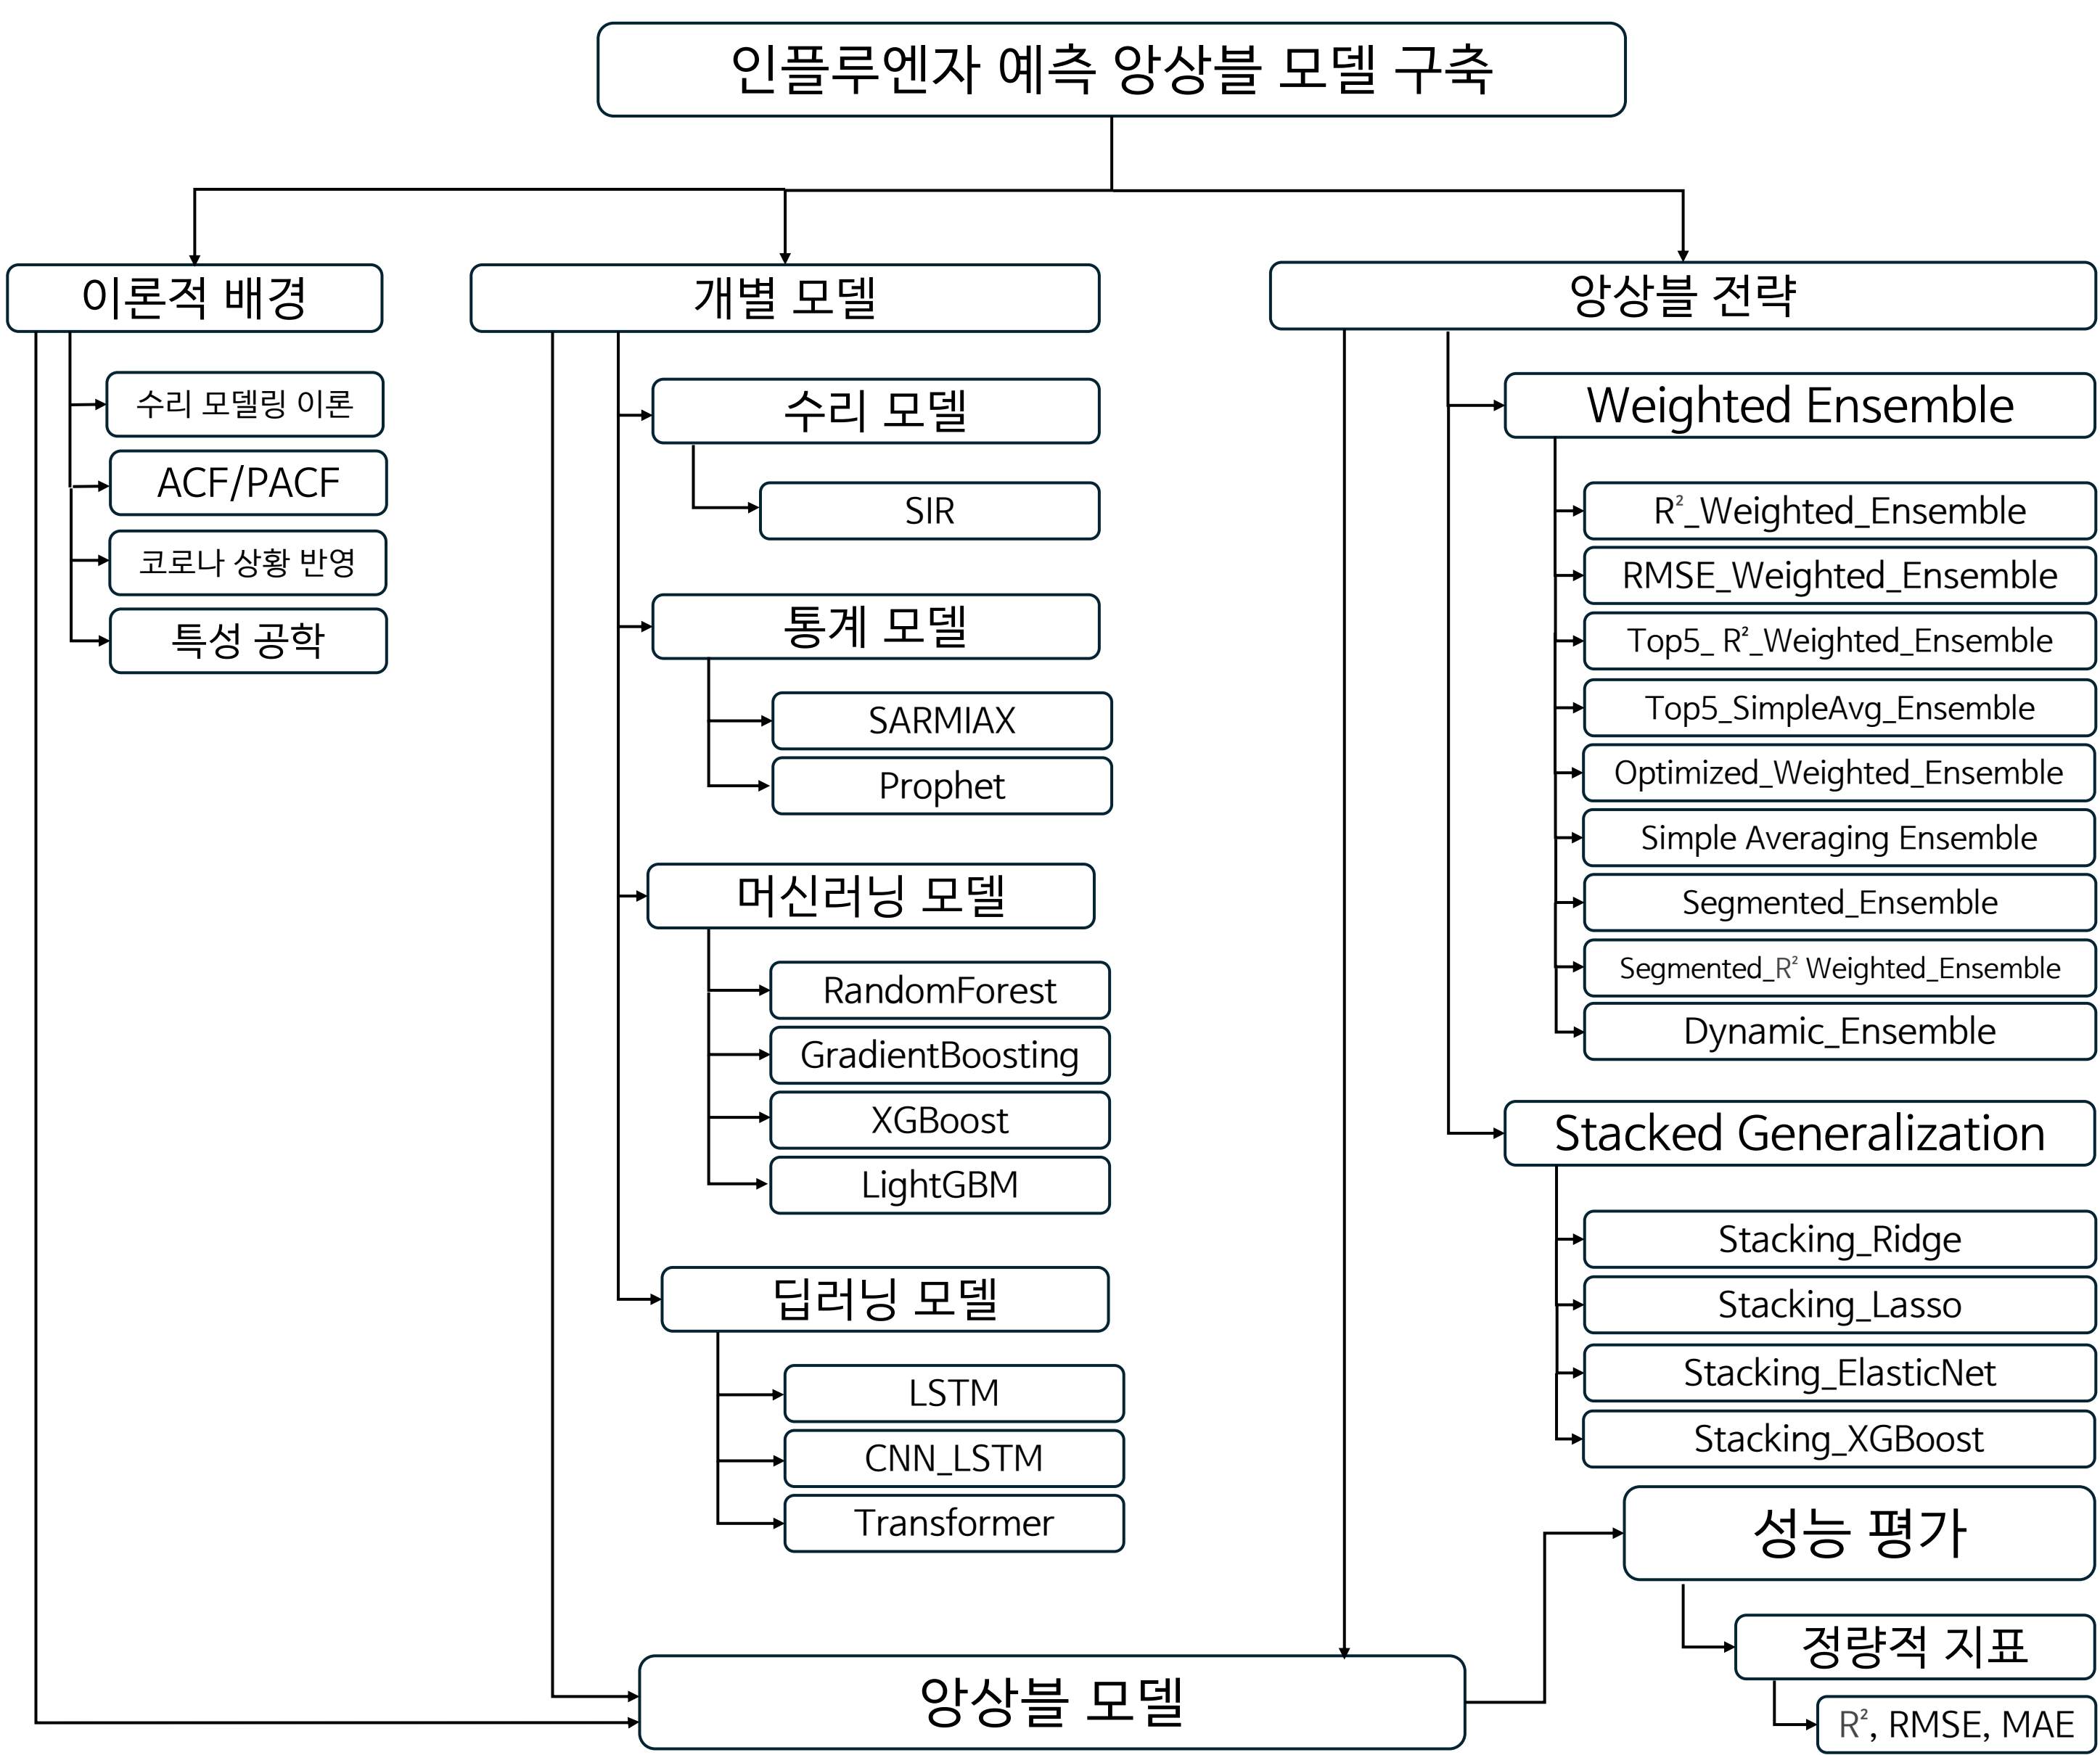 인플루엔자 예측 앙상블 모델 구축
이론적 배경
수리 모델링 이론
ACF/PACF
코로나 상황 반영
특성 공학
개별 모델
수리 모델
SIR
통계 모델
SARMIAX
Prophet
머신러닝 모델
RandomForest
GradientBoosting
XGBoost
LightGBM
딥러닝 모델
LSTM
CNN_LSTM
Transformer
앙상블 전략
Weighted Ensemble
R²_Weighted_Ensemble
RMSE_Weighted_Ensemble
Top5_ R²_Weighted_Ensemble
Top5_SimpleAvg_Ensemble
Optimized_Weighted_Ensemble
Simple Averaging Ensemble
Segmented_Ensemble
Segmented_R² Weighted_Ensemble
Dynamic_Ensemble
Stacked Generalization
Stacking_Ridge
Stacking_Lasso
Stacking_ElasticNet
Stacking_XGBoost
앙상블 모델
성능 평가
정량적 지표
R², RMSE, MAE